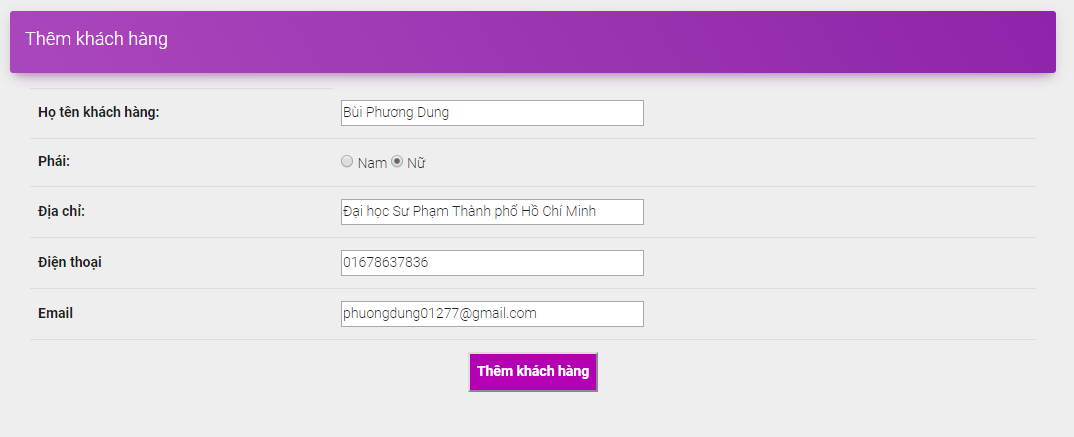 Thêm khách hàng
Họ tên khách hàng: Bùi Phương Dung
Phái: Nam Nữ
Địa chỉ: Đại học Sư Phạm Thành phố Hồ Chí Minh
Điện thoại 01678637836
Email phuongdung01277@gmail.com
Thêm khách hàng